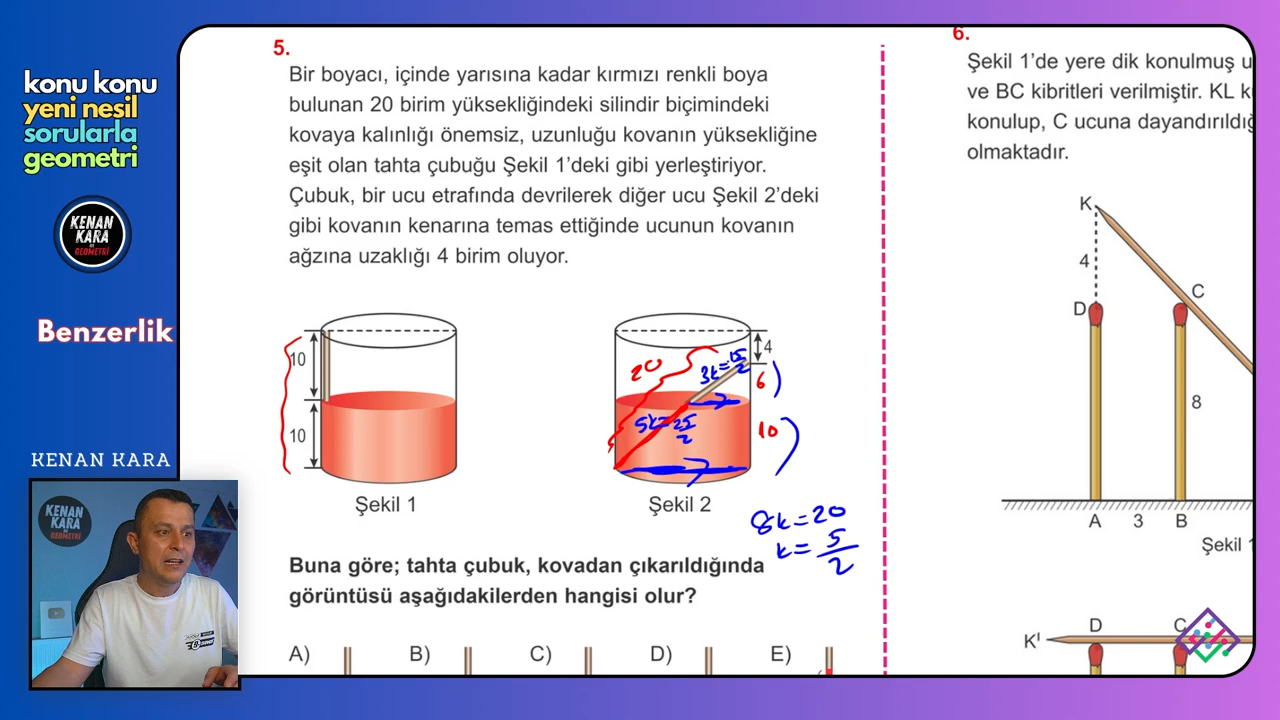 konu konu
yeni nesil
sorularla
geometri
KENAN
KARA
ile
GEOMETRİ
Benzerlik
KENAN KARA
KENAN
KARA
GEOMETRİ
5.
Bir boyacı, içinde yarısına kadar kırmızı renkli boya
bulunan 20 birim yüksekliğindeki silindir biçimindeki
kovaya kalınlığı önemsiz, uzunluğu kovanın yüksekliğine
eşit olan tahta çubuğu Şekil 1'deki gibi yerleştiriyor.
Çubuk, bir ucu etrafında devrilerek diğer ucu Şekil 2'deki
gibi kovanın kenarına temas ettiğinde ucunun kovanın
ağzına uzaklığı 4 birim oluyor.
10
10
Şekil 1
20
3k=15/2
4
6
5k=25/2
10
Şekil 2
8k=20
k=5/2
Buna göre; tahta çubuk, kovadan çıkarıldığında
görüntüsü aşağıdakilerden hangisi olur?
A) B) C) D) E)
6.
Şekil 1'de yere dik konulmuş u
ve BC kibritleri verilmiştir. KL k
konulup, C ucuna dayandırıldığ
olmaktadır.
K
4
D
C
8
A 3 B
Şekil 1
D C
K'